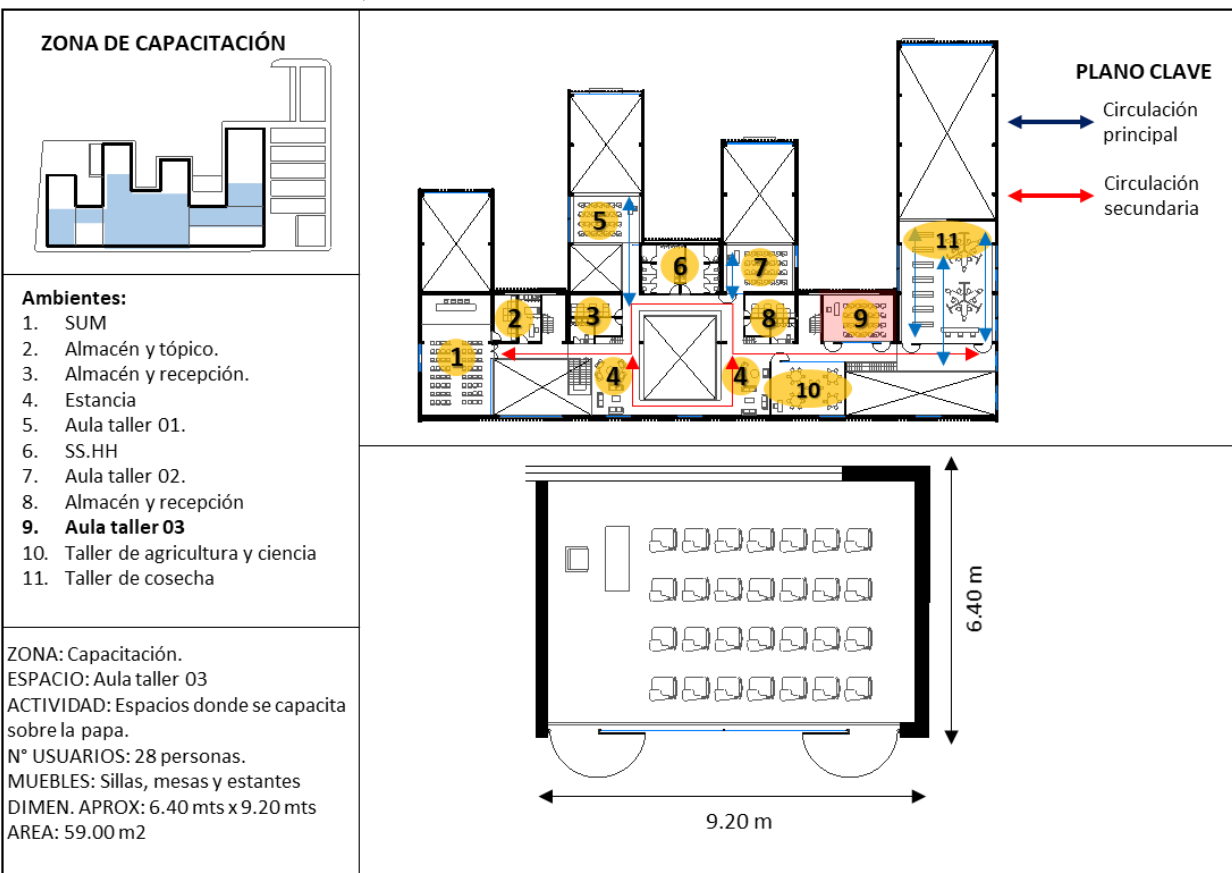 ZONA DE CAPACITACIÓN
Ambientes:
1. SUM
2. Almacén y tópico.
3. Almacén y recepción.
4. Estancia
5. Aula taller 01.
6. SS.HH
7. Aula taller 02.
8. Almacén y recepción
9. Aula taller 03
10. Taller de agricultura y ciencia
11. Taller de cosecha
ZONA: Capacitación.
ESPACIO: Aula taller 03
ACTIVIDAD: Espacios donde se capacita
sobre la papa.
N° USUARIOS: 28 personas.
MUEBLES: Sillas, mesas y estantes
DIMEN. APROX: 6.40 mts x 9.20 mts
AREA: 59.00 m2
PLANO CLAVE
Circulación
principal
Circulación
secundaria
5
11
6
7
2
3
8
9
1
4
4
10
6.40 m
9.20 m